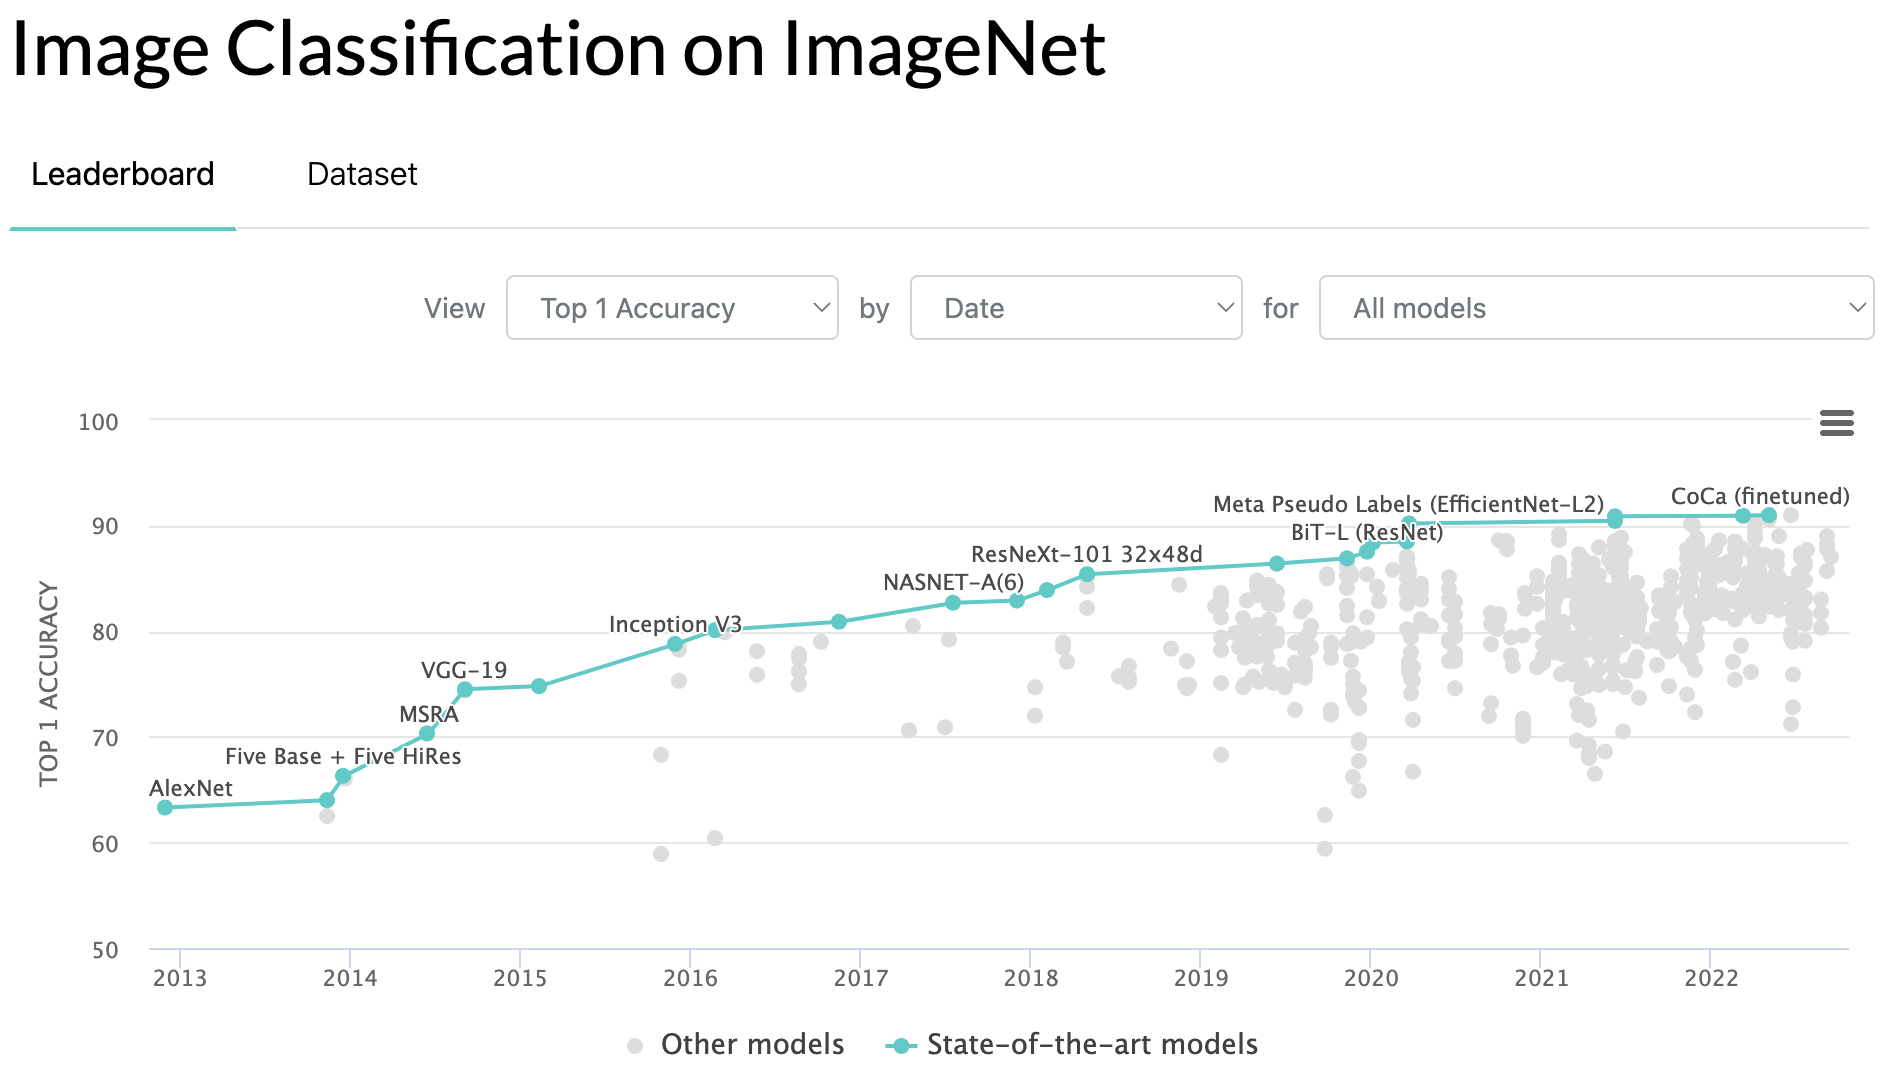 Image Classification on ImageNet
Leaderboard Dataset
View Top 1 Accuracy by Date for All models
TOP 1 ACCURACY
100
90
80
70
60
50
AlexNet
Five Base + Five HiRes
MSRA
VGG-19
Inception V3
NASNET-A(6)
ResNeXt-101 32x48d
BiT-L (ResNet)
Meta Pseudo Labels (EfficientNet-L2)
CoCa (finetuned)
2013 2014 2015 2016 2017 2018 2019 2020 2021 2022
Other models State-of-the-art models